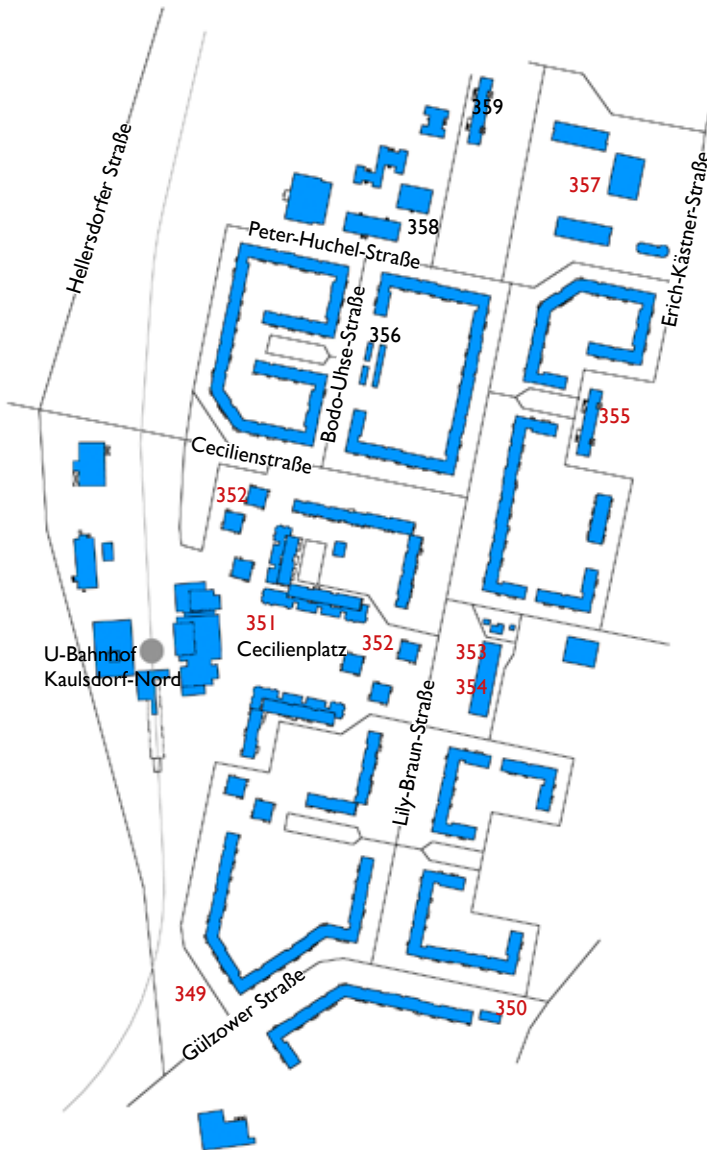 359
Hellersdorfer Straße
357
Erich-Kästner-Straße
358
Peter-Huchel-Straße
356
Bodo-Uhse-Straße
355
Cecilienstraße
352
351
Cecilienplatz
352
353
U-Bahnhof
Kaulsdorf-Nord
354
Lily-Braun-Straße
349
Gülzower Straße
350